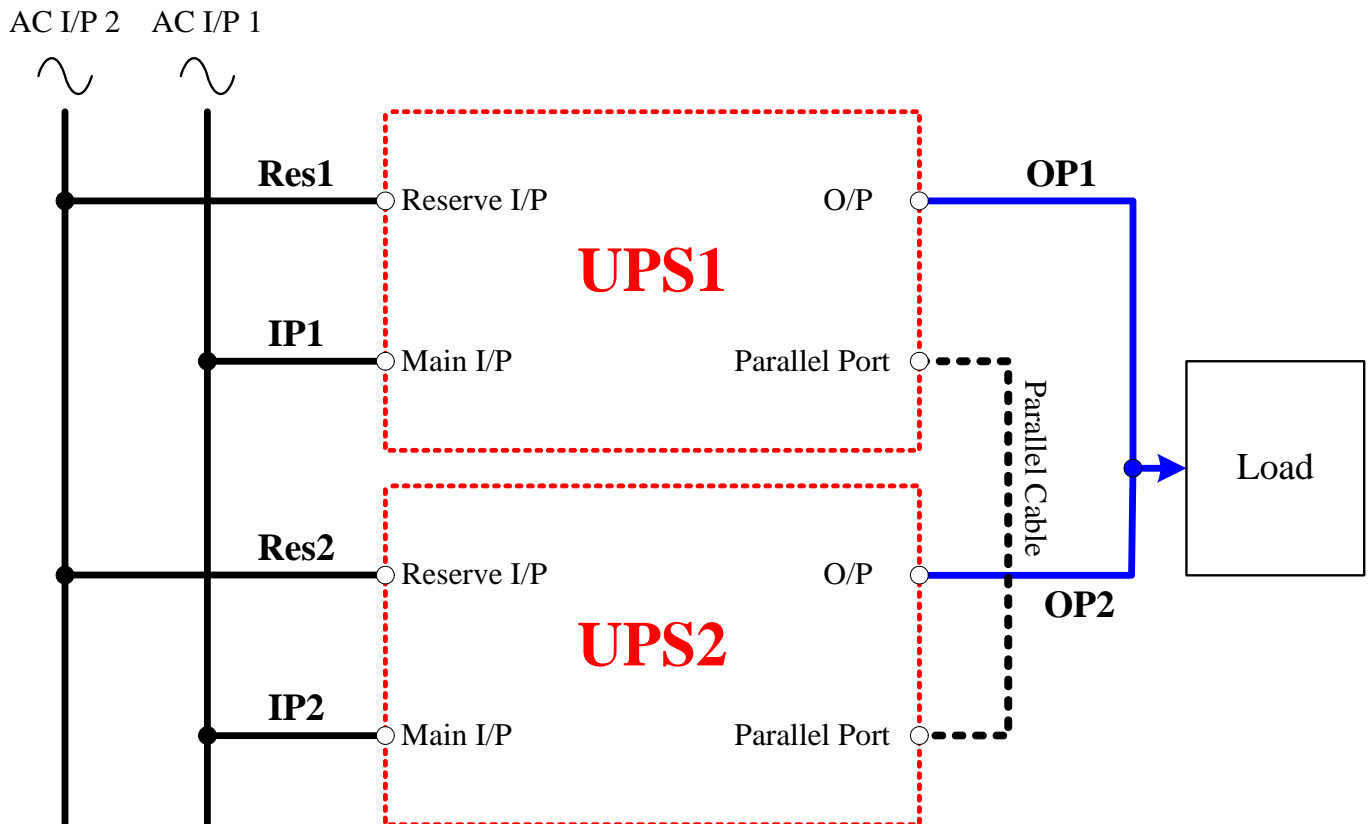 AC I/P 2
AC I/P 1
Res1
Reserve I/P
O/P
OP1
UPS1
IP1
Main I/P
Parallel Port
Parallel Cable
Load
Res2
Reserve I/P
O/P
OP2
UPS2
IP2
Main I/P
Parallel Port